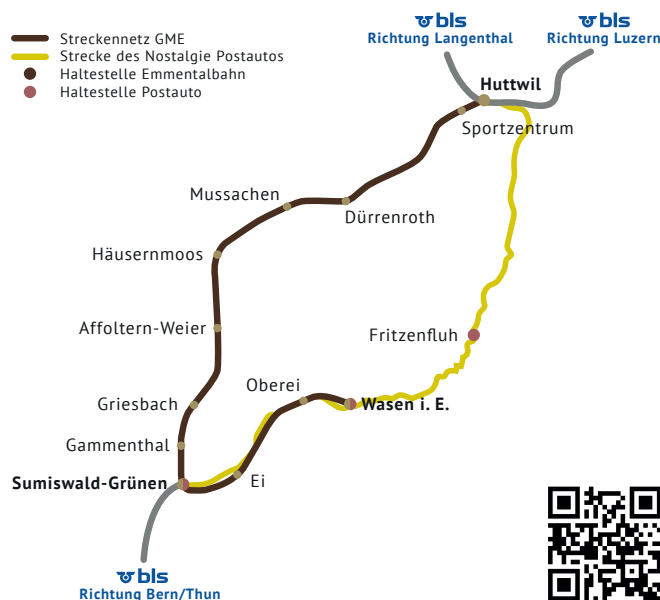 bls
Richtung Langenthal
bls
Richtung Luzern
Streckennetz GME
Strecke des Nostalgie Postautos
Haltestelle Emmentalbahn
Haltestelle Postauto
Huttwil
Sportzentrum
Mussachen
Dürrenroth
Häusernmoos
Affoltern-Weier
Fritzenfluh
Oberei
Griesbach
Wasen i. E.
Gammenthal
Sumiswald-Grünen
Ei
bls
Richtung Bern/Thun